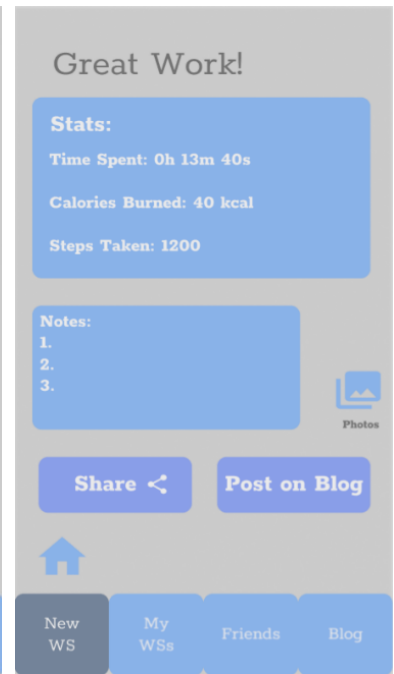 Great Work!
Stats:
Time Spent: 0h 13m 40s
Calories Burned: 40 kcal
Steps Taken: 1200
Notes:
1.
2.
3.
Photos
Share
Post on Blog
New
WS
My
WSs
Friends
Blog